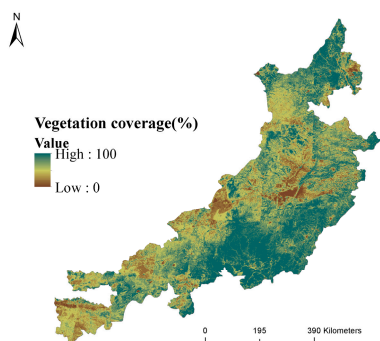 N
Vegetation coverage(%)
Value
High : 100
Low : 0
0 195 390 Kilometers